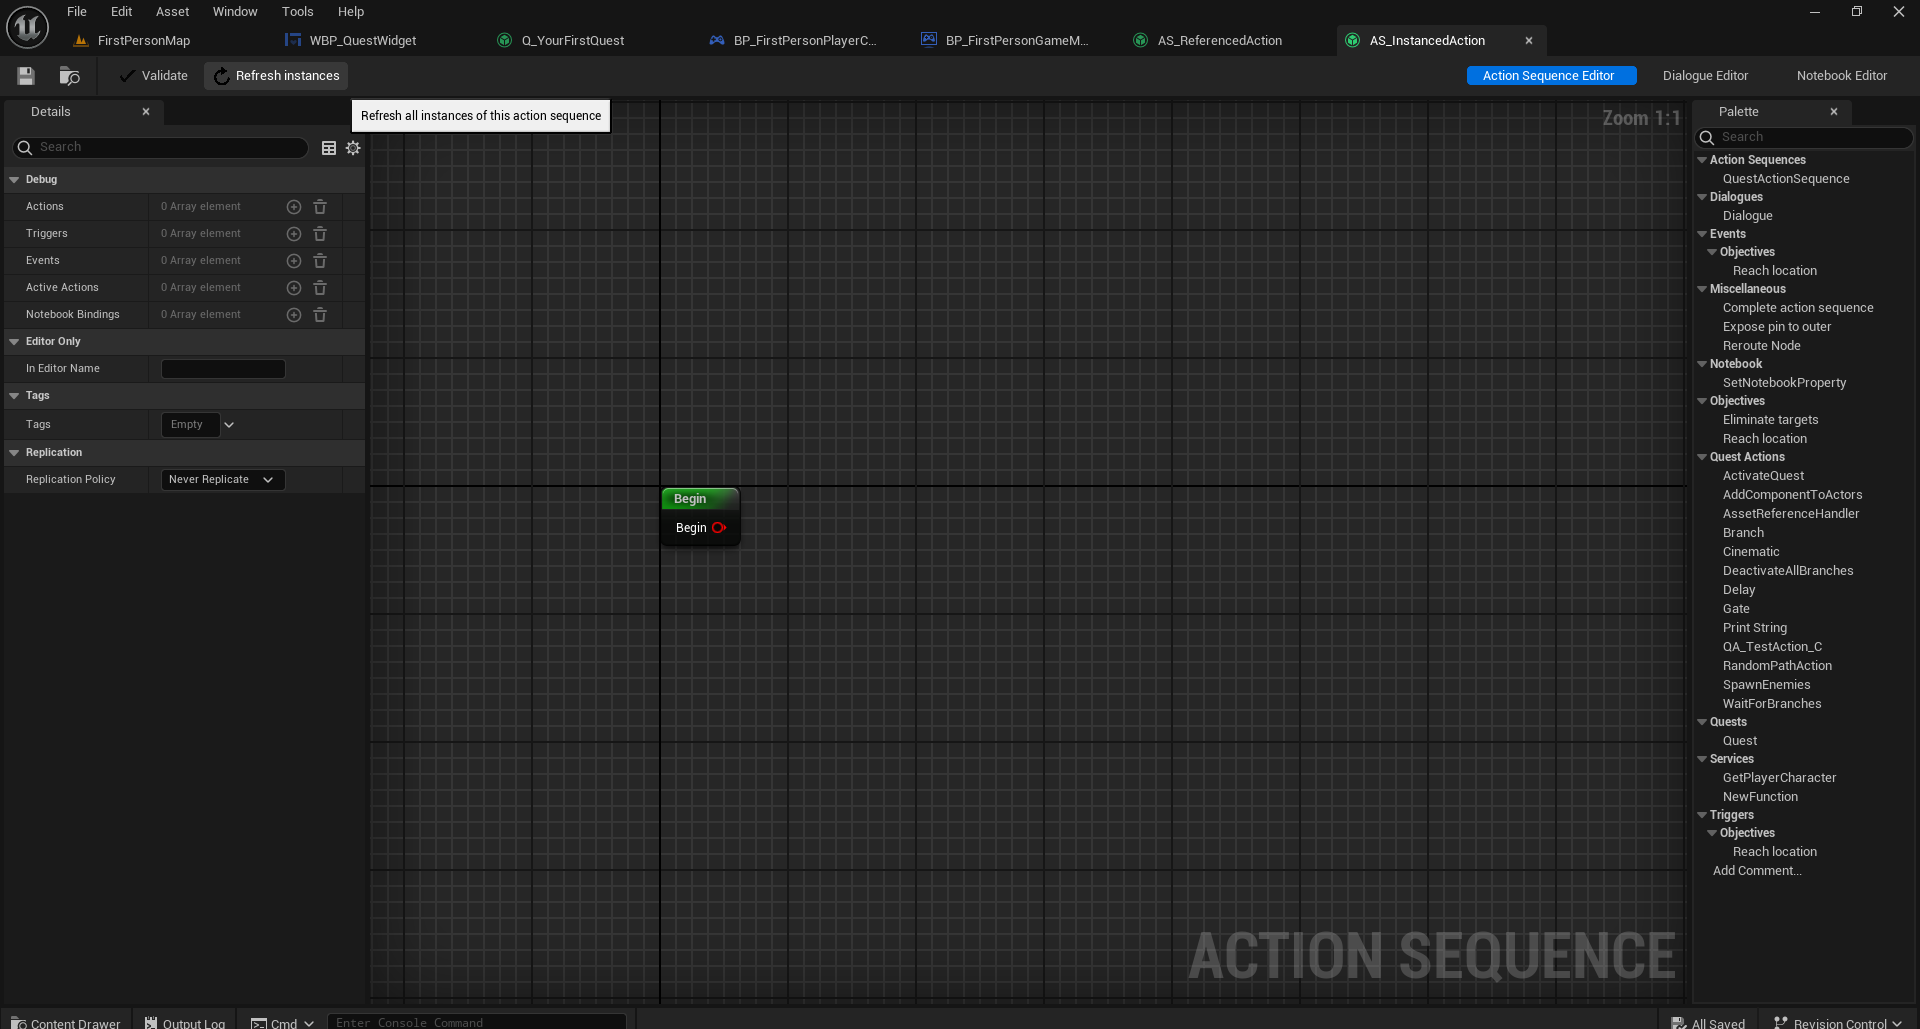 File Edit Asset Window Tools Help
FirstPersonMap WBP_QuestWidget Q_YourFirstQuest BP_FirstPersonPlayerC... BP_FirstPersonGameM... AS_ReferencedAction AS_InstancedAction
Validate Refresh instances Action Sequence Editor Dialogue Editor Notebook Editor
Refresh all instances of this action sequence
Details
Search
Debug
Actions 0 Array element
Triggers 0 Array element
Events 0 Array element
Active Actions 0 Array element
Notebook Bindings 0 Array element
Editor Only
In Editor Name
Tags
Tags Empty
Replication
Replication Policy Never Replicate
Zoom 1:1
Begin
Begin
ACTION SEQUENCE
Palette
Search
Action Sequences
QuestActionSequence
Dialogues
Dialogue
Events
Objectives
Reach location
Miscellaneous
Complete action sequence
Expose pin to outer
Reroute Node
Notebook
SetNotebookProperty
Objectives
Eliminate targets
Reach location
Quest Actions
ActivateQuest
AddComponentToActors
AssetReferenceHandler
Branch
Cinematic
DeactivateAllBranches
Delay
Gate
Print String
QA_TestAction_C
RandomPathAction
SpawnEnemies
WaitForBranches
Quests
Quest
Services
GetPlayerCharacter
NewFunction
Triggers
Objectives
Reach location
Add Comment...
Content Drawer Output Log Cmd Enter Console Command All Saved Revision Control